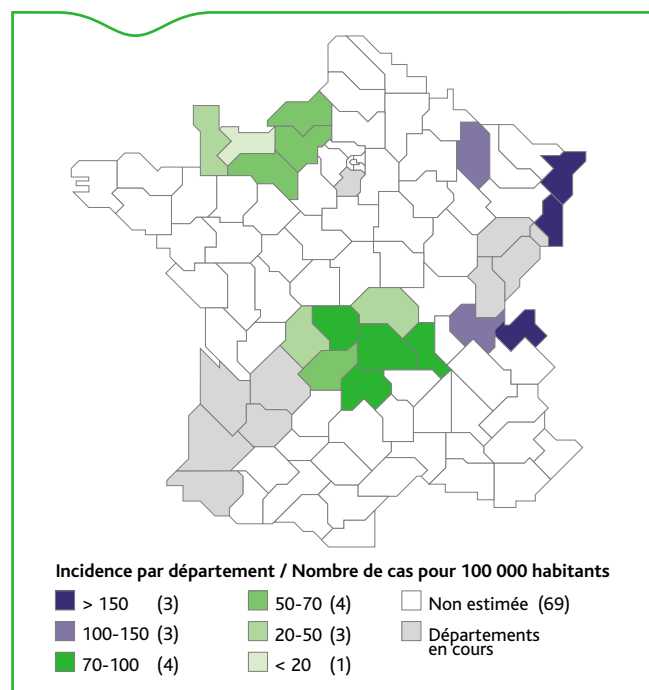 Incidence par département / Nombre de cas pour 100 000 habitants
> 150 (3)
100-150 (3)
70-100 (4)
50-70 (4)
20-50 (3)
< 20 (1)
Non estimée (69)
Départements
en cours